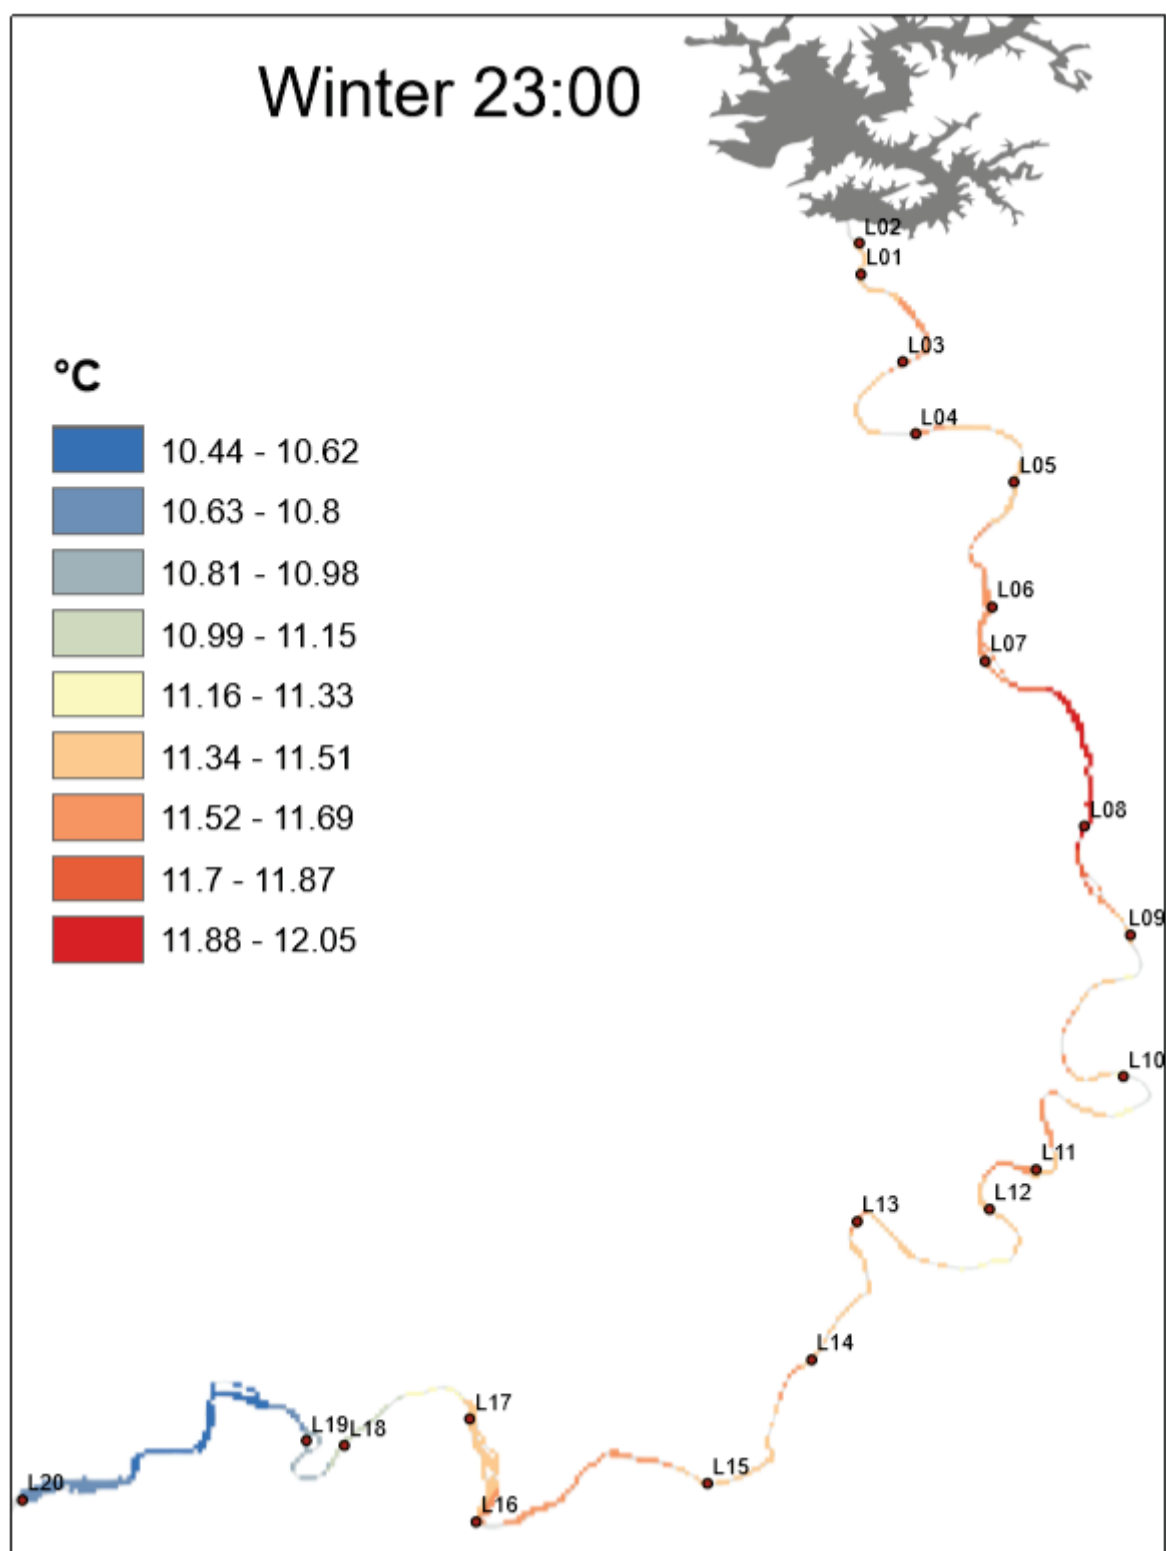 Winter 23:00
L02
L01
L03
°C
L04
10.44 - 10.62
L05
10.63 - 10.8
10.81 - 10.98
L06
10.99 - 11.15
L07
11.16 - 11.33
11.34 - 11.51
L08
11.52 - 11.69
11.7 - 11.87
L09
11.88 - 12.05
L10
L11
L12
L13
L14
L17
L19
L18
L15
L20
L16